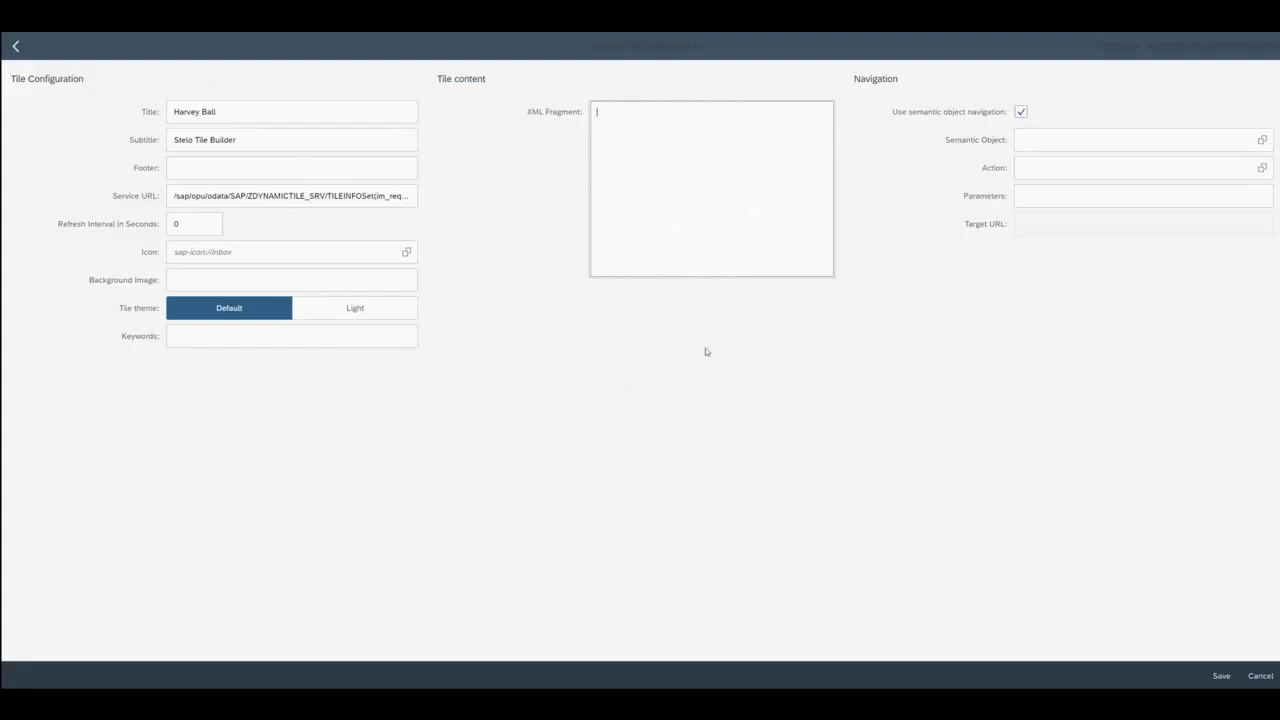 Tile Configuration
Title: Harvey Ball
Subtitle: Stelo Tile Builder
Footer:
Service URL: /sap/opu/odata/SAP/ZDYNAMICTILE_SRV/TILEINFOSet(im_req...
Refresh Interval in Seconds: 0
Icon: sap-icon://inbox
Background Image:
Tile theme: Default Light
Keywords:
Tile content
XML Fragment:
Navigation
Use semantic object navigation:
Semantic Object:
Action:
Parameters:
Target URL:
Save Cancel